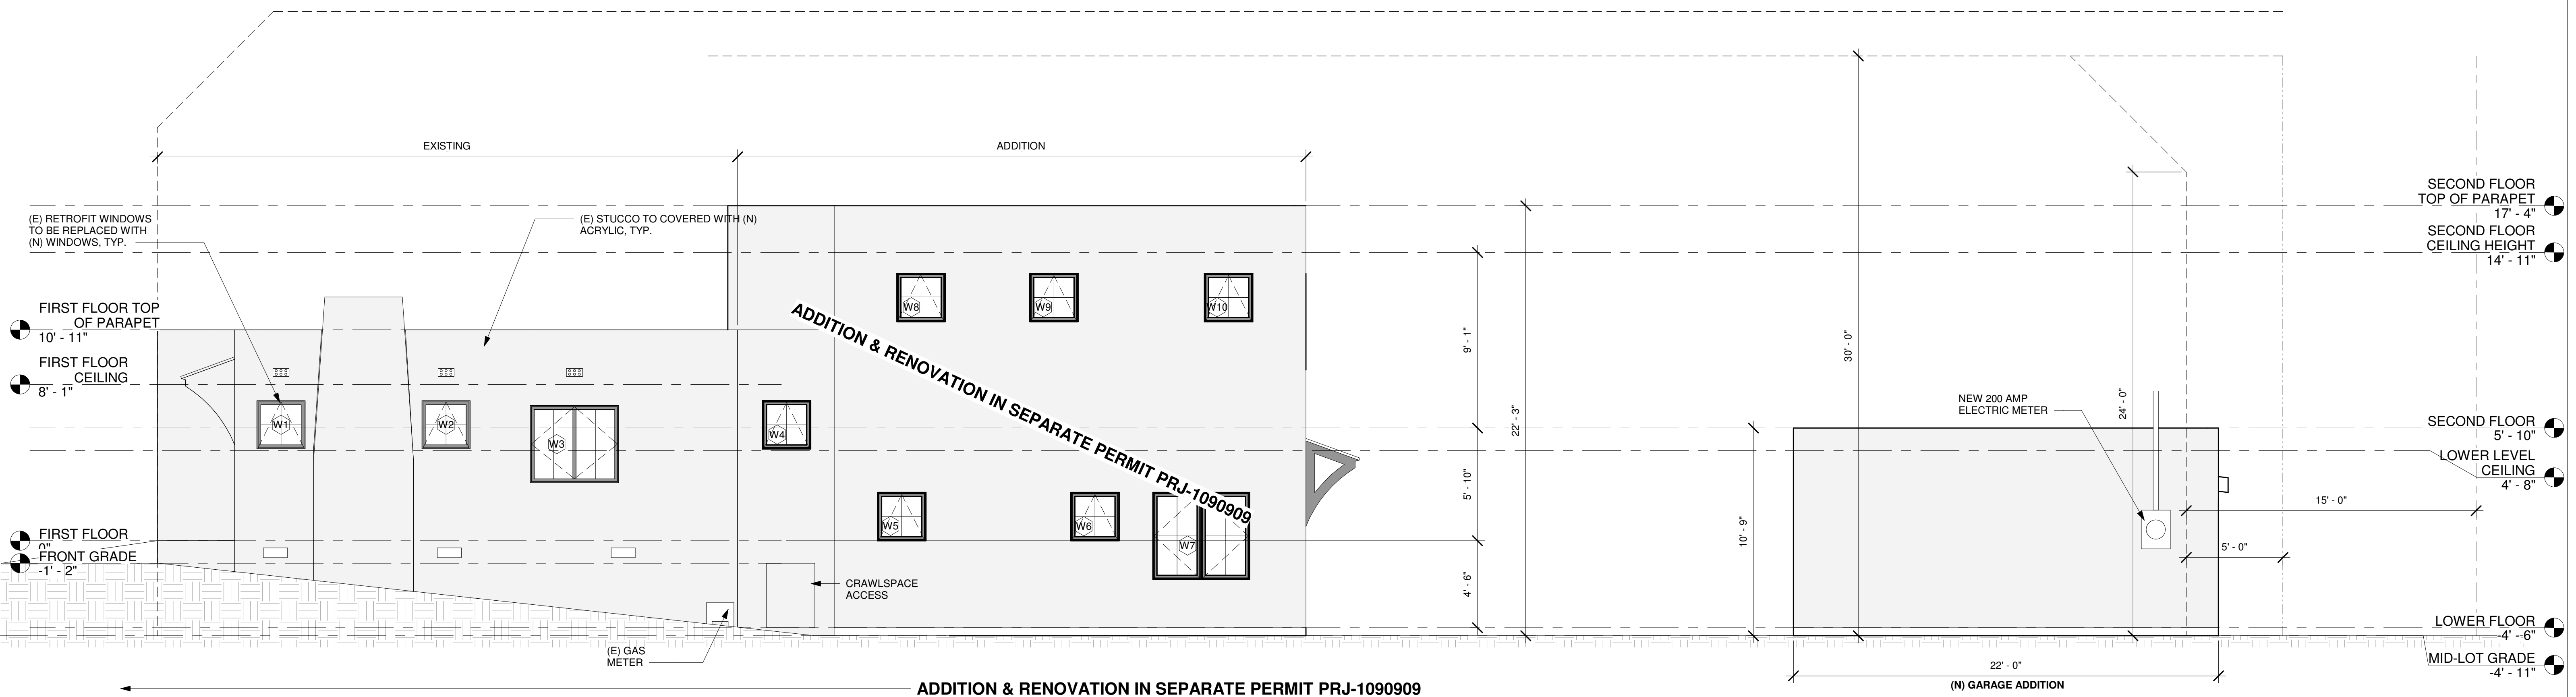 EXISTING
ADDITION
(E) RETROFIT WINDOWS
TO BE REPLACED WITH
(N) WINDOWS, TYP.
(E) STUCCO TO COVERED WITH (N)
ACRYLIC, TYP.
FIRST FLOOR TOP
OF PARAPET
10' - 11"
FIRST FLOOR
CEILING
8' - 1"
FIRST FLOOR
0"
FRONT GRADE
-1' - 2"
W1
W2
W3
W4
W5
W6
W7
W8
W9
W10
ADDITION & RENOVATION IN SEPARATE PERMIT PRJ-1090909
CRAWLSPACE
ACCESS
(E) GAS
METER
9' - 1"
5' - 10"
4' - 6"
22' - 3"
10' - 9"
30' - 0"
24' - 0"
NEW 200 AMP
ELECTRIC METER
15' - 0"
5' - 0"
22' - 0"
(N) GARAGE ADDITION
SECOND FLOOR
TOP OF PARAPET
17' - 4"
SECOND FLOOR
CEILING HEIGHT
14' - 11"
SECOND FLOOR
5' - 10"
LOWER LEVEL
CEILING
4' - 8"
LOWER FLOOR
-4' - 6"
MID-LOT GRADE
-4' - 11"
ADDITION & RENOVATION IN SEPARATE PERMIT PRJ-1090909